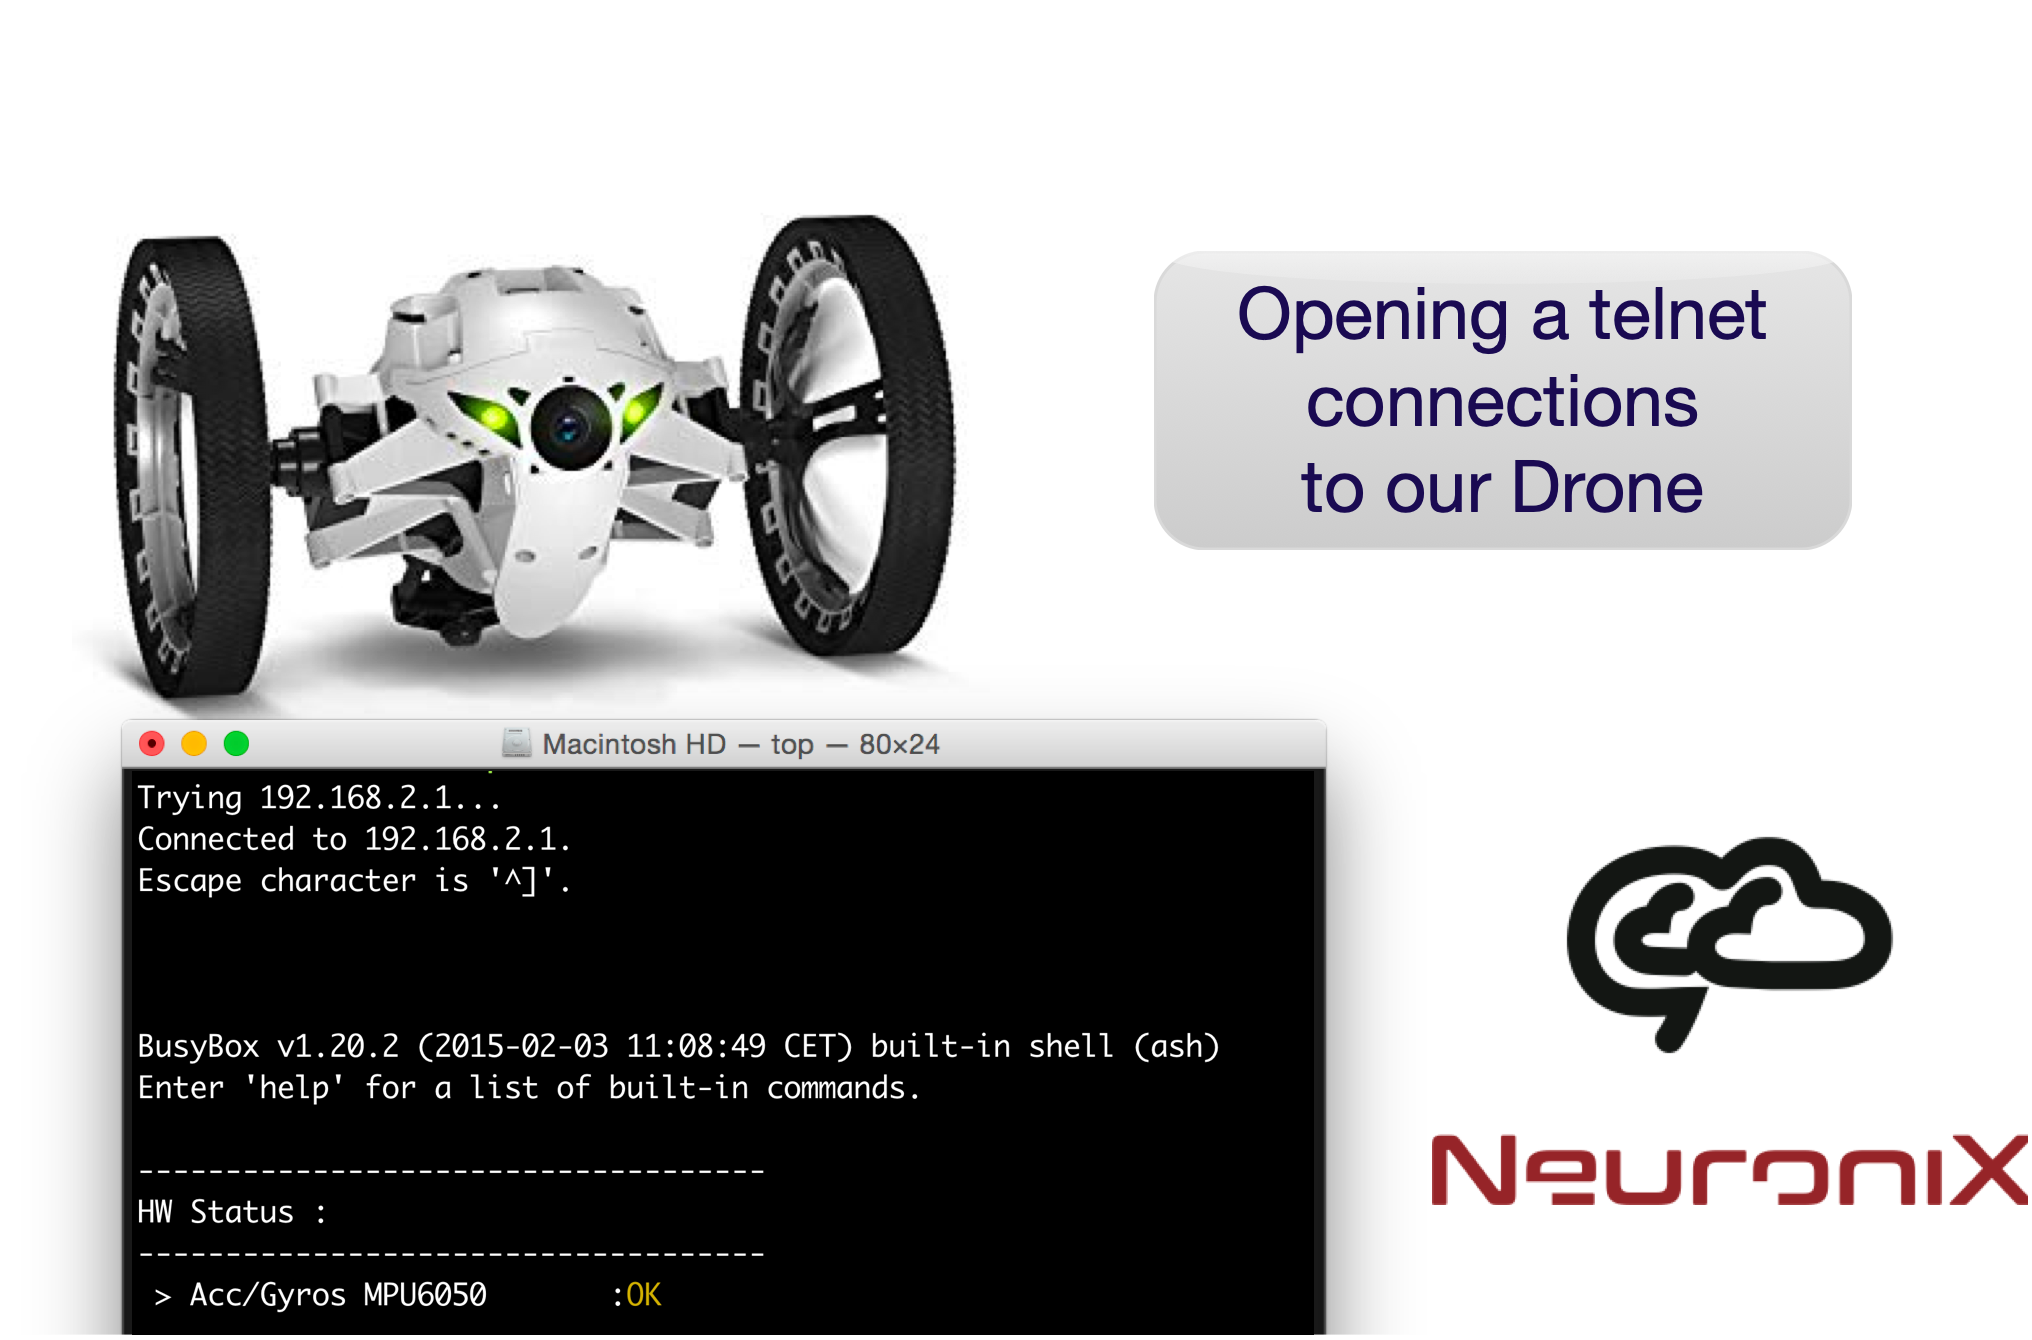 Opening a telnet
connections
to our Drone
Macintosh HD — top — 80×24
Trying 192.168.2.1...
Connected to 192.168.2.1.
Escape character is '^]'.
BusyBox v1.20.2 (2015-02-03 11:08:49 CET) built-in shell (ash)
Enter 'help' for a list of built-in commands.
------------------------------------
HW Status :
------------------------------------
> Acc/Gyros MPU6050       :OK
NeuroniX